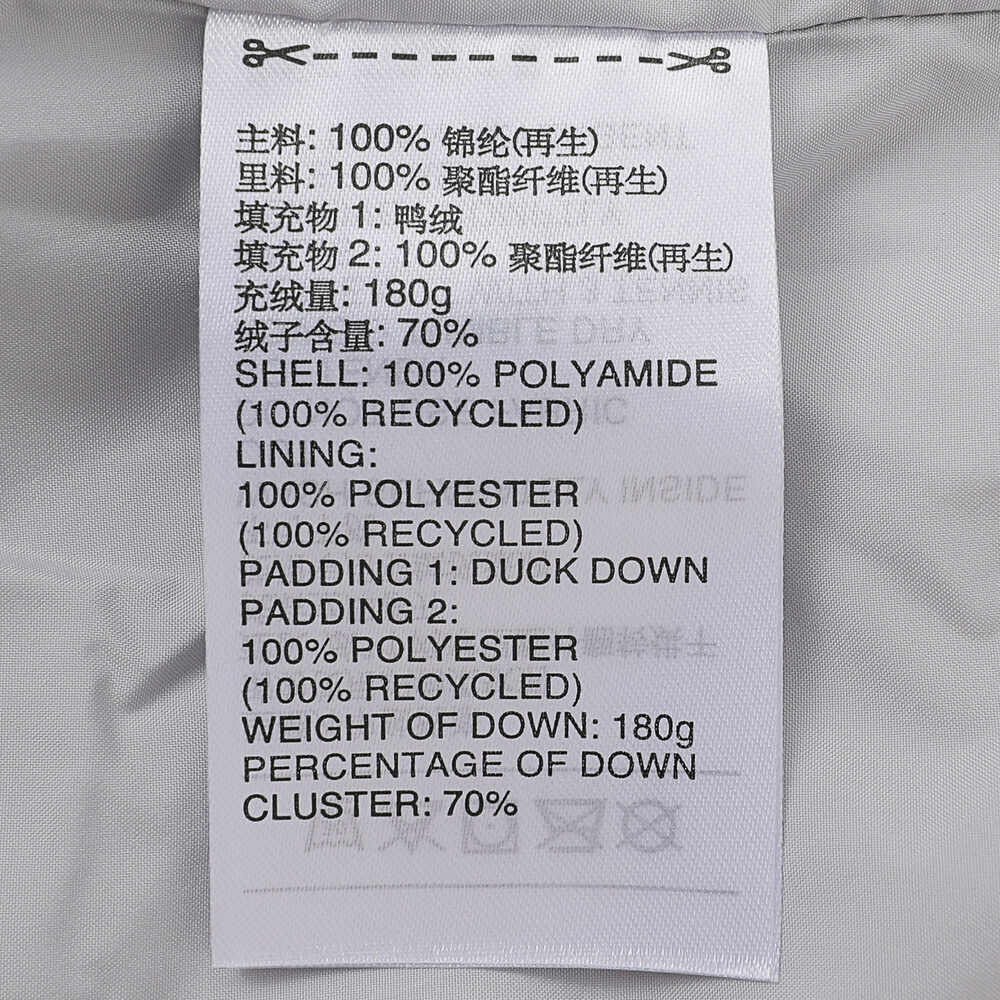 主料: 100% 锦纶(再生)
里料: 100% 聚酯纤维(再生)
填充物 1: 鸭绒
填充物 2: 100% 聚酯纤维(再生)
充绒量: 180g
绒子含量: 70%
SHELL: 100% POLYAMIDE
(100% RECYCLED)
LINING:
100% POLYESTER
(100% RECYCLED)
PADDING 1: DUCK DOWN
PADDING 2:
100% POLYESTER
(100% RECYCLED)
WEIGHT OF DOWN: 180g
PERCENTAGE OF DOWN
CLUSTER: 70%